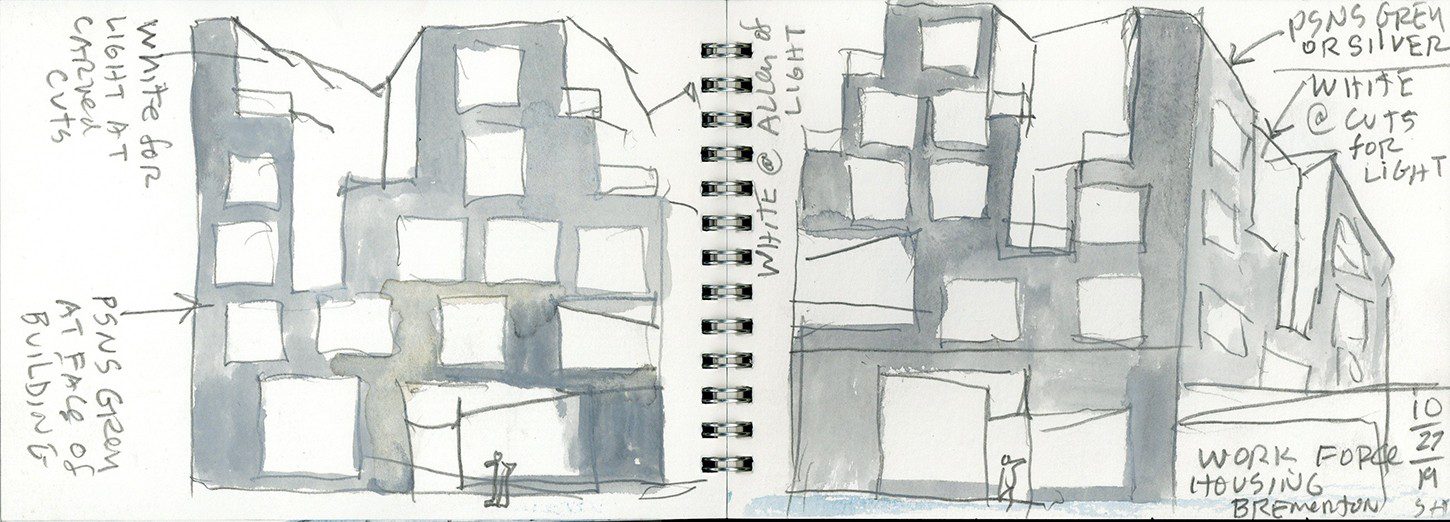 White for
LIGHT AT
CARVED
CUTS
PSNS GREY
AT FACE OF
BUILDING
WHITE @ ALLEY of
LIGHT
PSNS GREY
OR SILVER
WHITE
@ CUTS
for
LIGHT
10
27
19
WORK FORCE
HOUSING
BREMERTON
SH